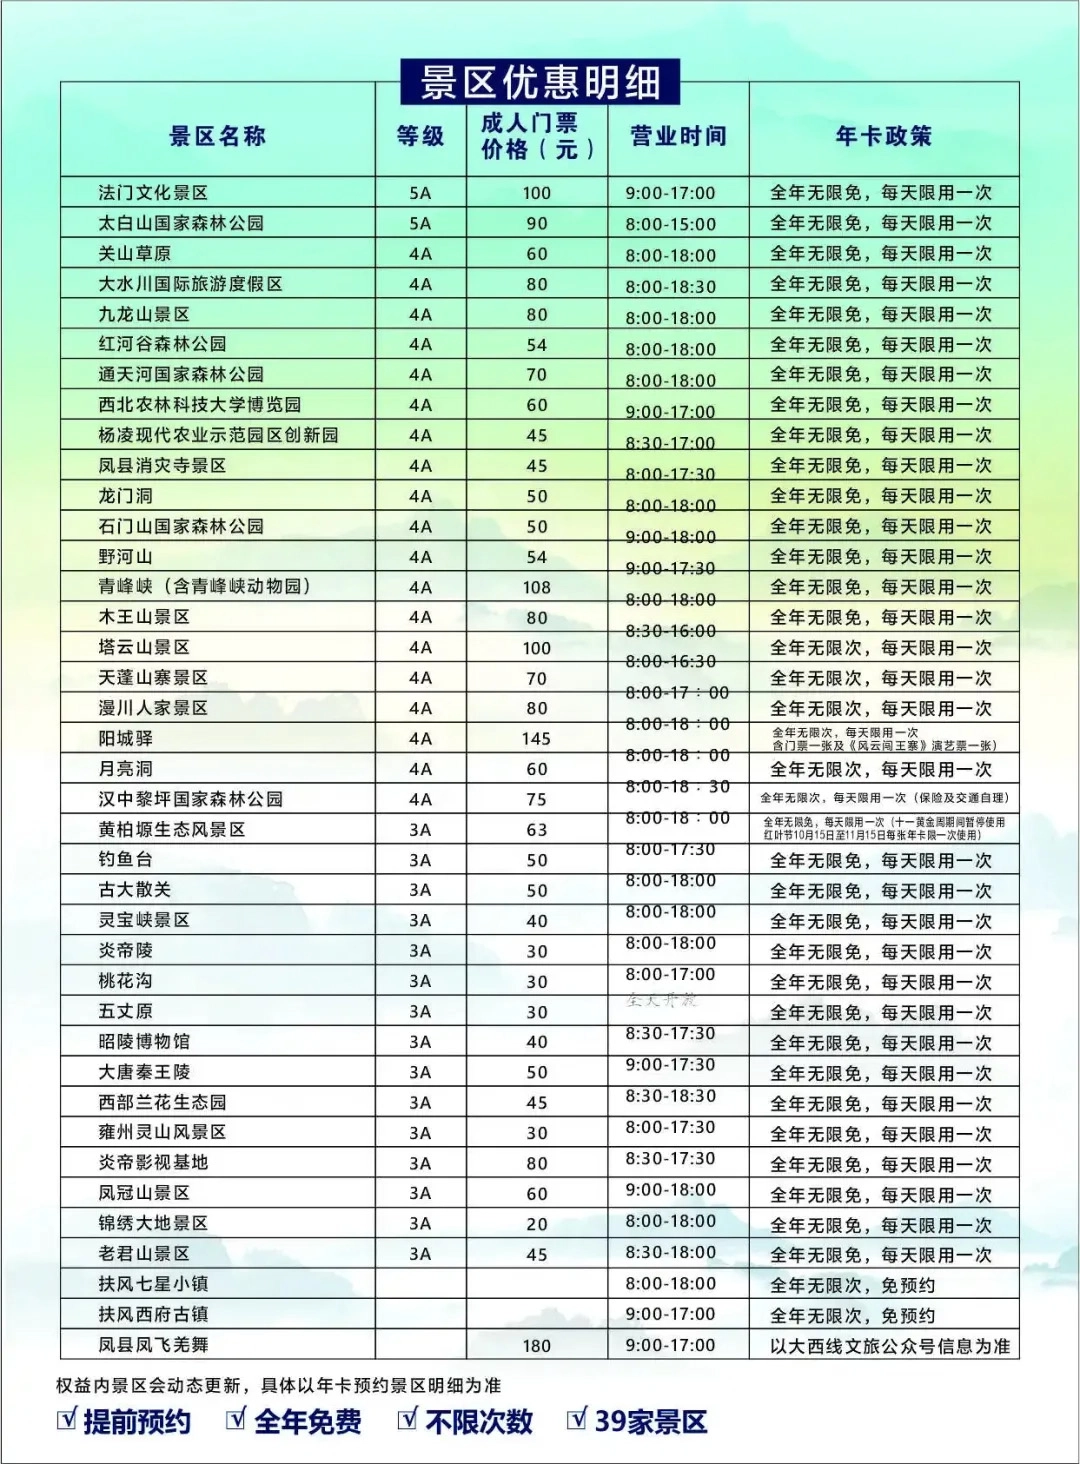 景区优惠明细
景区名称 等级 成人门票价格（元） 营业时间 年卡政策
法门文化景区 5A 100 9:00-17:00 全年无限免，每天限用一次
太白山国家森林公园 5A 90 8:00-15:00 全年无限免，每天限用一次
关山草原 4A 60 8:00-18:00 全年无限免，每天限用一次
大水川国际旅游度假区 4A 80 8:00-18:30 全年无限免，每天限用一次
九龙山景区 4A 80 8:00-18:00 全年无限免，每天限用一次
红河谷森林公园 4A 54 8:00-18:00 全年无限免，每天限用一次
通天河国家森林公园 4A 70 8:00-18:00 全年无限免，每天限用一次
西北农林科技大学博览园 4A 60 9:00-17:00 全年无限免，每天限用一次
杨凌现代农业示范园区创新园 4A 45 8:30-17:00 全年无限免，每天限用一次
凤县消灾寺景区 4A 45 8:00-17:30 全年无限免，每天限用一次
龙门洞 4A 50 8:00-18:00 全年无限免，每天限用一次
石门山国家森林公园 4A 50 9:00-18:00 全年无限免，每天限用一次
野河山 4A 54 9:00-17:30 全年无限免，每天限用一次
青峰峡（含青峰峡动物园） 4A 108 8:00-18:00 全年无限免，每天限用一次
木王山景区 4A 80 8:30-16:00 全年无限免，每天限用一次
塔云山景区 4A 100 8:00-16:30 全年无限次，每天限用一次
天蓬山寨景区 4A 70 8:00-17：00 全年无限次，每天限用一次
漫川人家景区 4A 80 全年无限次，每天限用一次
阳城驿 4A 145 8:00-18：00 全年无限次，每天限用一次
含门票一张及《风云闯王寨》演艺票一张）
月亮洞 4A 60 8:00-18：00 全年无限次，每天限用一次
汉中黎坪国家森林公园 4A 75 8:00-18：30 全年无限次，每天限用一次（保险及交通自理）
黄柏塬生态风景区 3A 63 8:00-18：00 全年无限免，每天限用一次（十一黄金周期间暂停使用
红叶节10月15日至11月15日每张年卡限一次使用）
钓鱼台 3A 50 8:00-17:30 全年无限免，每天限用一次
古大散关 3A 50 8:00-18:00 全年无限免，每天限用一次
灵宝峡景区 3A 40 8:00-18:00 全年无限免，每天限用一次
炎帝陵 3A 30 8:00-18:00 全年无限免，每天限用一次
桃花沟 3A 30 8:00-17:00 全年无限免，每天限用一次
五丈原 3A 30 全天开放 全年无限免，每天限用一次
昭陵博物馆 3A 40 8:30-17:30 全年无限免，每天限用一次
大唐秦王陵 3A 50 9:00-17:30 全年无限免，每天限用一次
西部兰花生态园 3A 45 8:30-18:30 全年无限免，每天限用一次
雍州灵山风景区 3A 30 8:00-17:30 全年无限免，每天限用一次
炎帝影视基地 3A 80 8:30-17:30 全年无限免，每天限用一次
凤冠山景区 3A 60 9:00-18:00 全年无限免，每天限用一次
锦绣大地景区 3A 20 8:00-18:00 全年无限免，每天限用一次
老君山景区 3A 45 8:30-18:00 全年无限免，每天限用一次
扶风七星小镇 8:00-18:00 全年无限次，免预约
扶风西府古镇 9:00-17:00 全年无限次，免预约
凤县凤飞羌舞 180 9:00-17:00 以大西线文旅公众号信息为准
权益内景区会动态更新，具体以年卡预约景区明细为准
√提前预约 √全年免费 √不限次数 √39家景区